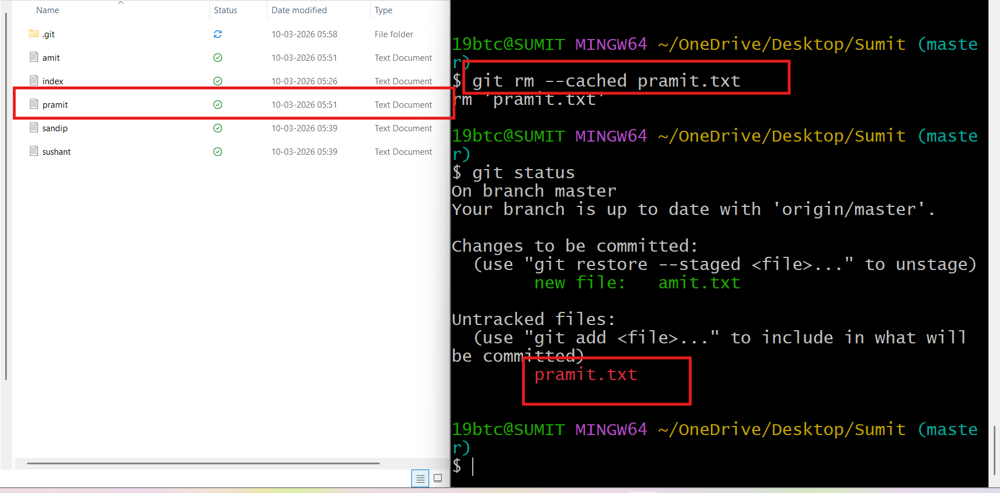 Name Status Date modified Type
.git 10-03-2026 05:58 File folder
amit 10-03-2026 05:51 Text Document
index 10-03-2026 05:26 Text Document
pramit 10-03-2026 05:51 Text Document
sandip 10-03-2026 05:39 Text Document
sushant 10-03-2026 05:39 Text Document
19btc@SUMIT MINGW64 ~/OneDrive/Desktop/Sumit (maste
r)
$ git rm --cached pramit.txt
rm 'pramit.txt'
19btc@SUMIT MINGW64 ~/OneDrive/Desktop/Sumit (maste
r)
$ git status
On branch master
Your branch is up to date with 'origin/master'.
Changes to be committed:
(use "git restore --staged <file>..." to unstage)
new file: amit.txt
Untracked files:
(use "git add <file>..." to include in what will
be committed)
pramit.txt
19btc@SUMIT MINGW64 ~/OneDrive/Desktop/Sumit (maste
r)
$